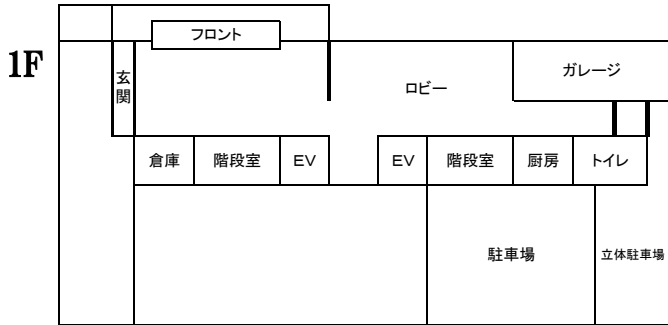 1F
フロント
玄関
ロビー
ガレージ
倉庫
階段室
EV
EV
階段室
厨房
トイレ
駐車場
立体駐車場